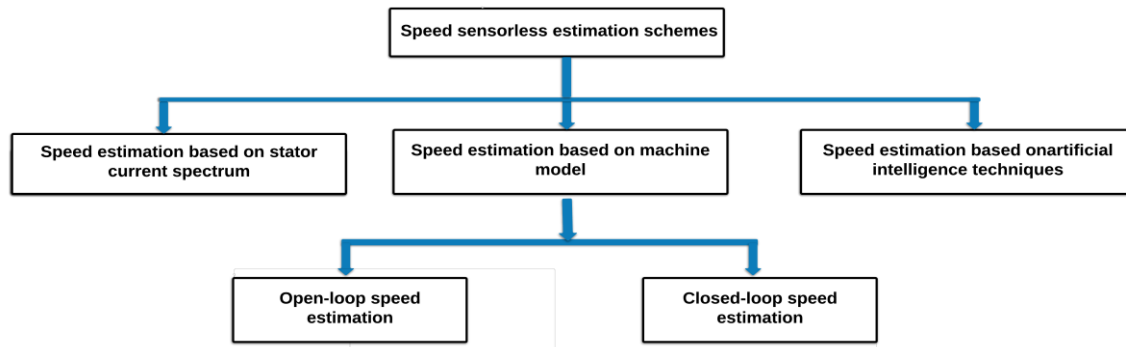 Speed sensorless estimation schemes
Speed estimation based on stator
current spectrum
Speed estimation based on machine
model
Speed estimation based onartificial
intelligence techniques
Open-loop speed
estimation
Closed-loop speed
estimation